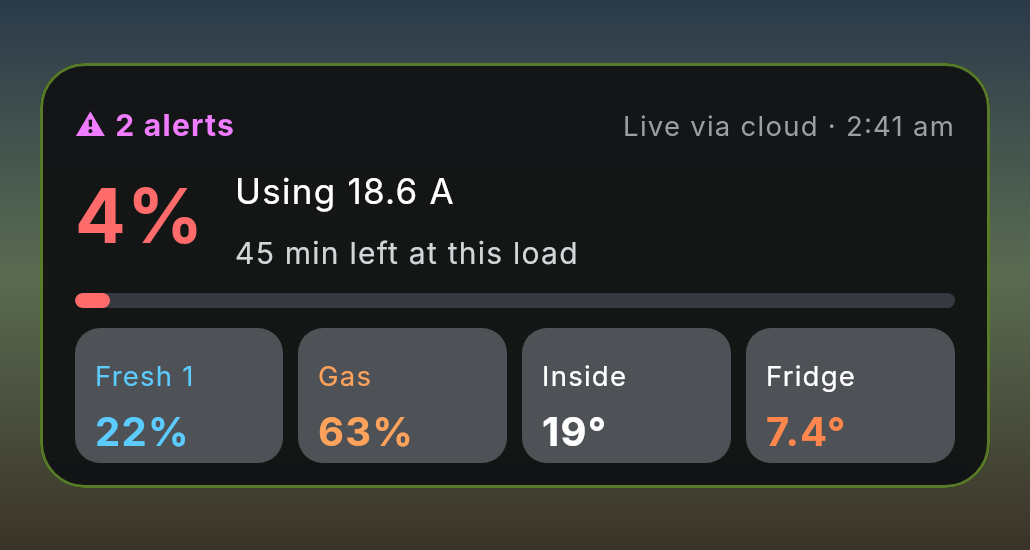 2 alerts
Live via cloud · 2:41 am
4%
Using 18.6 A
45 min left at this load
Fresh 1
22%
Gas
63%
Inside
19°
Fridge
7.4°